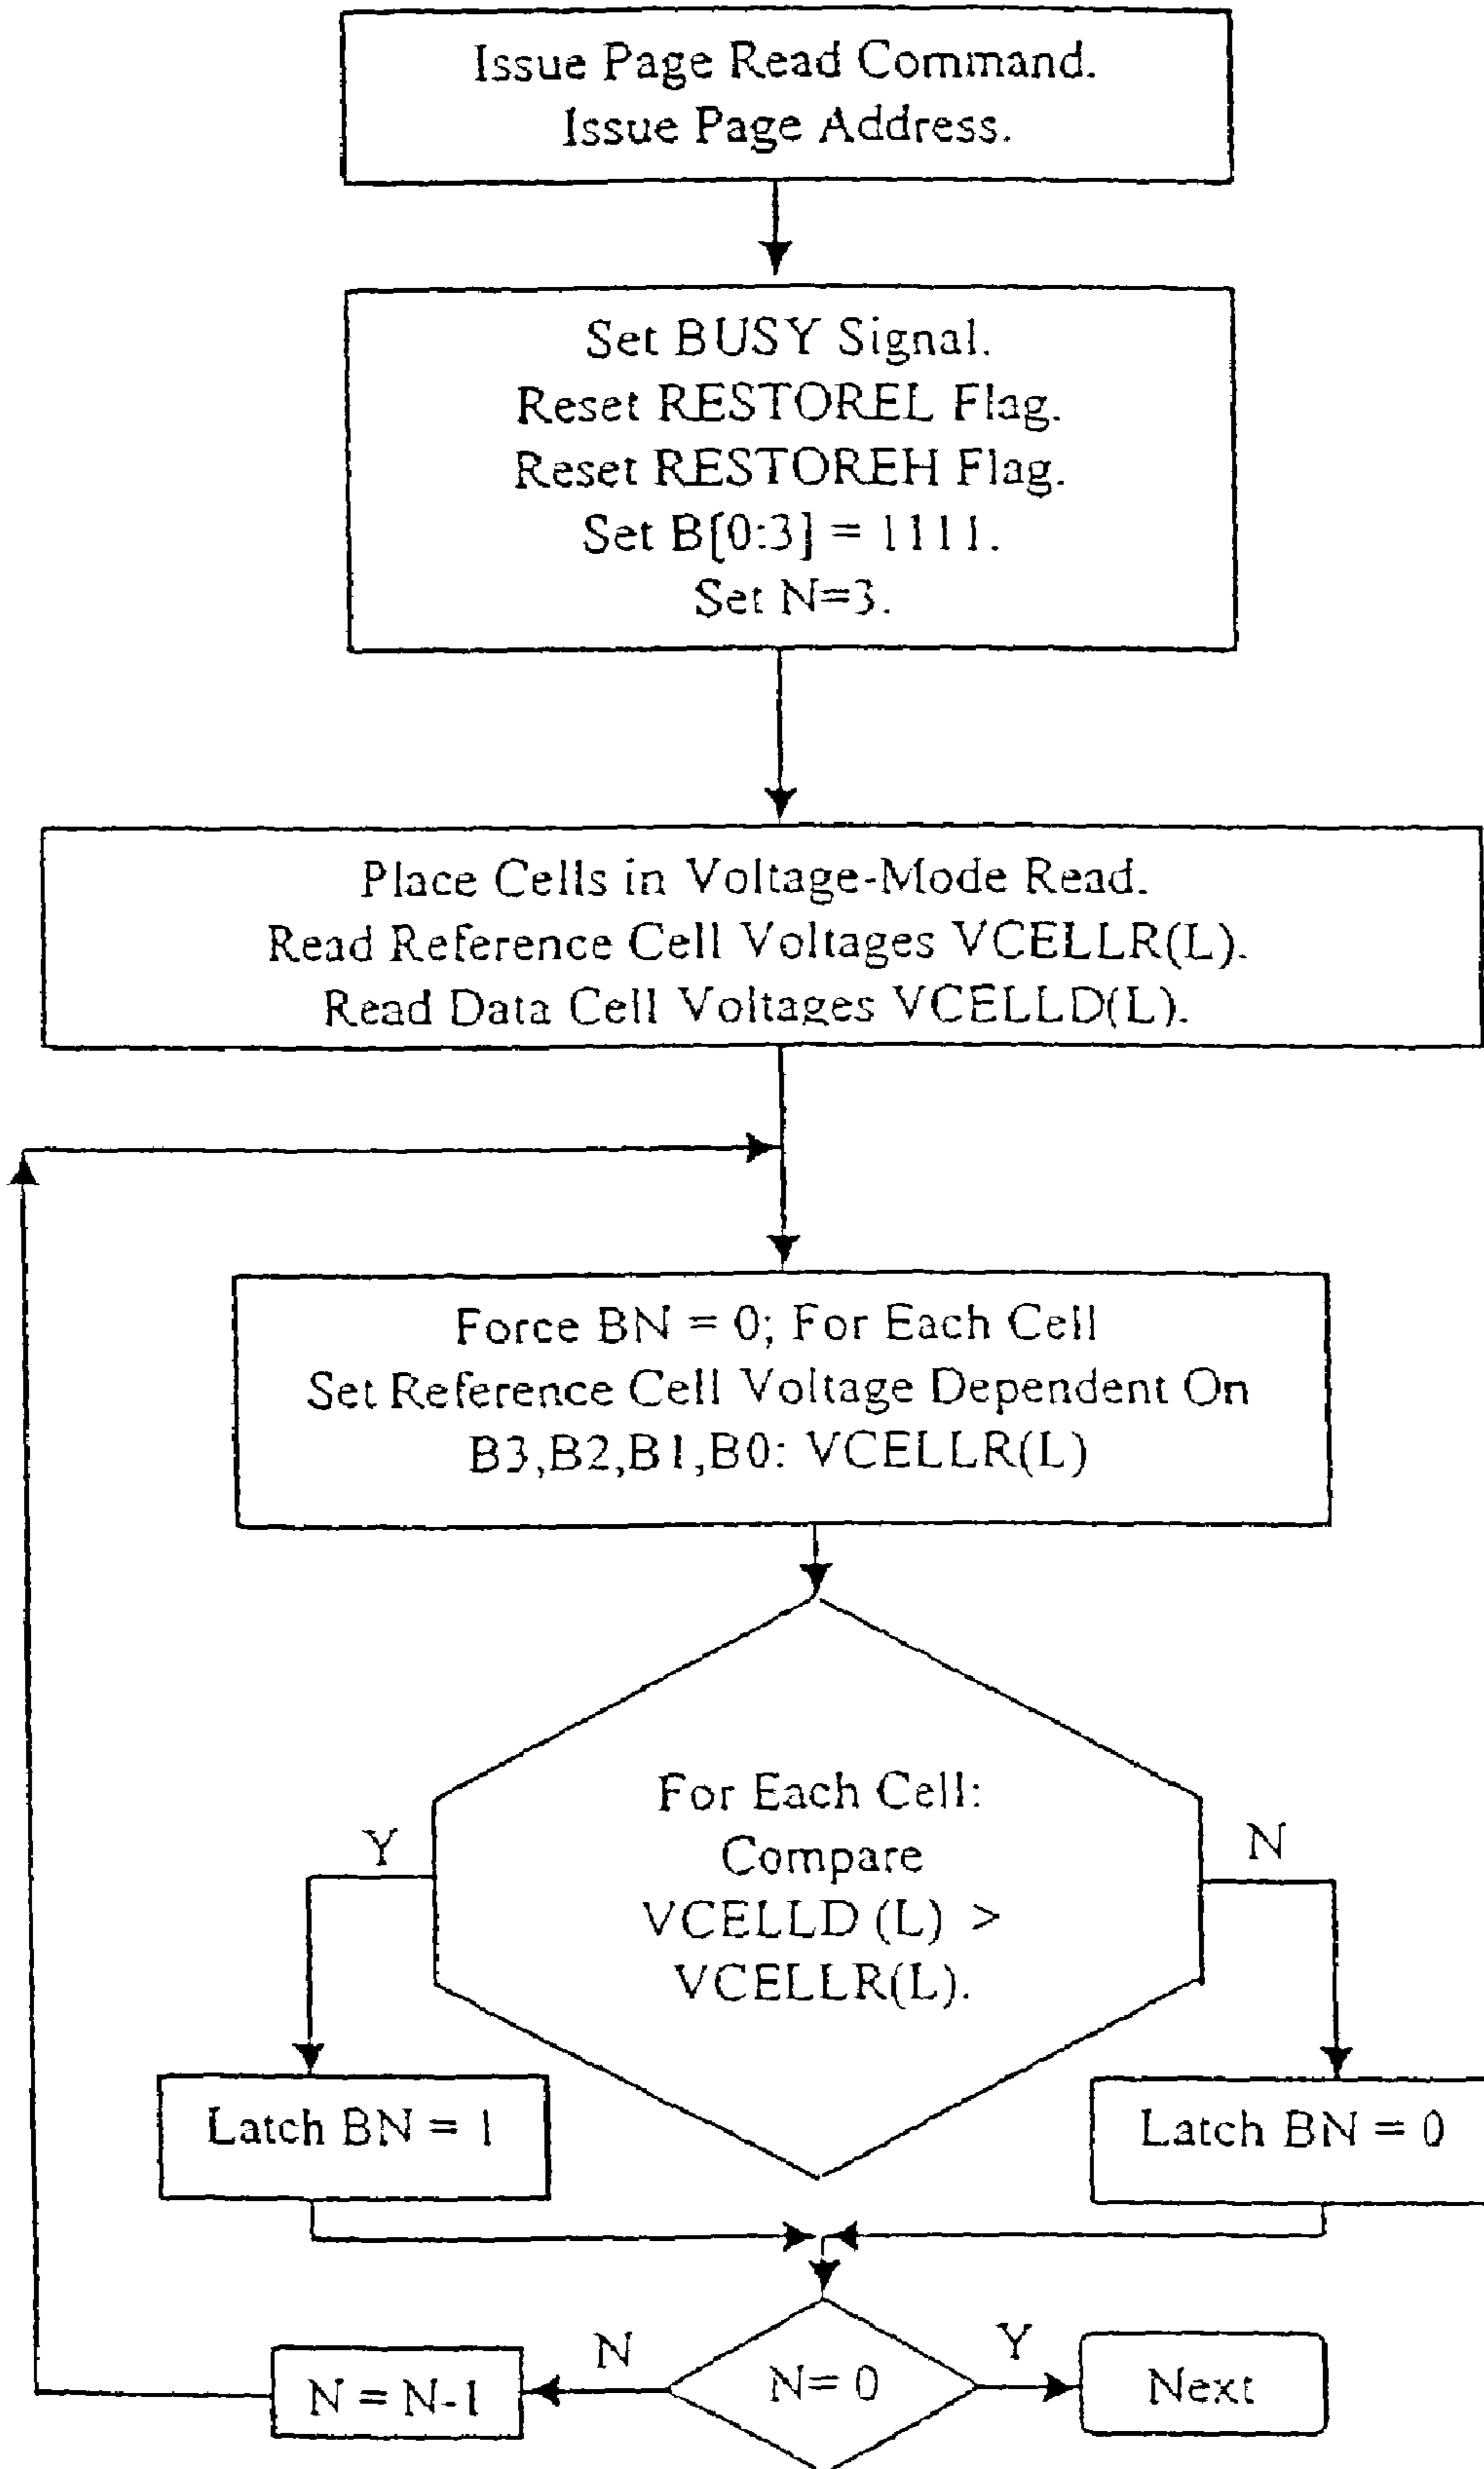 Issue Page Read Command.
Issue Page Address.
Set BUSY Signal.
Reset RESTOREL Flag.
Reset RESTOREH Flag.
Set B[0:3] = 1111.
Set N=3.
Place Cells in Voltage-Mode Read.
Read Reference Cell Voltages VCELLR(L).
Read Data Cell Voltages VCELLD(L).
Force BN = 0; For Each Cell
Set Reference Cell Voltage Dependent On
B3,B2,B1,B0: VCELLR(L)
For Each Cell:
Compare
VCELLD (L) >
VCELLR(L).
Y
N
Latch BN = 1
Latch BN = 0
N = N-1
N
N= 0
Y
Next